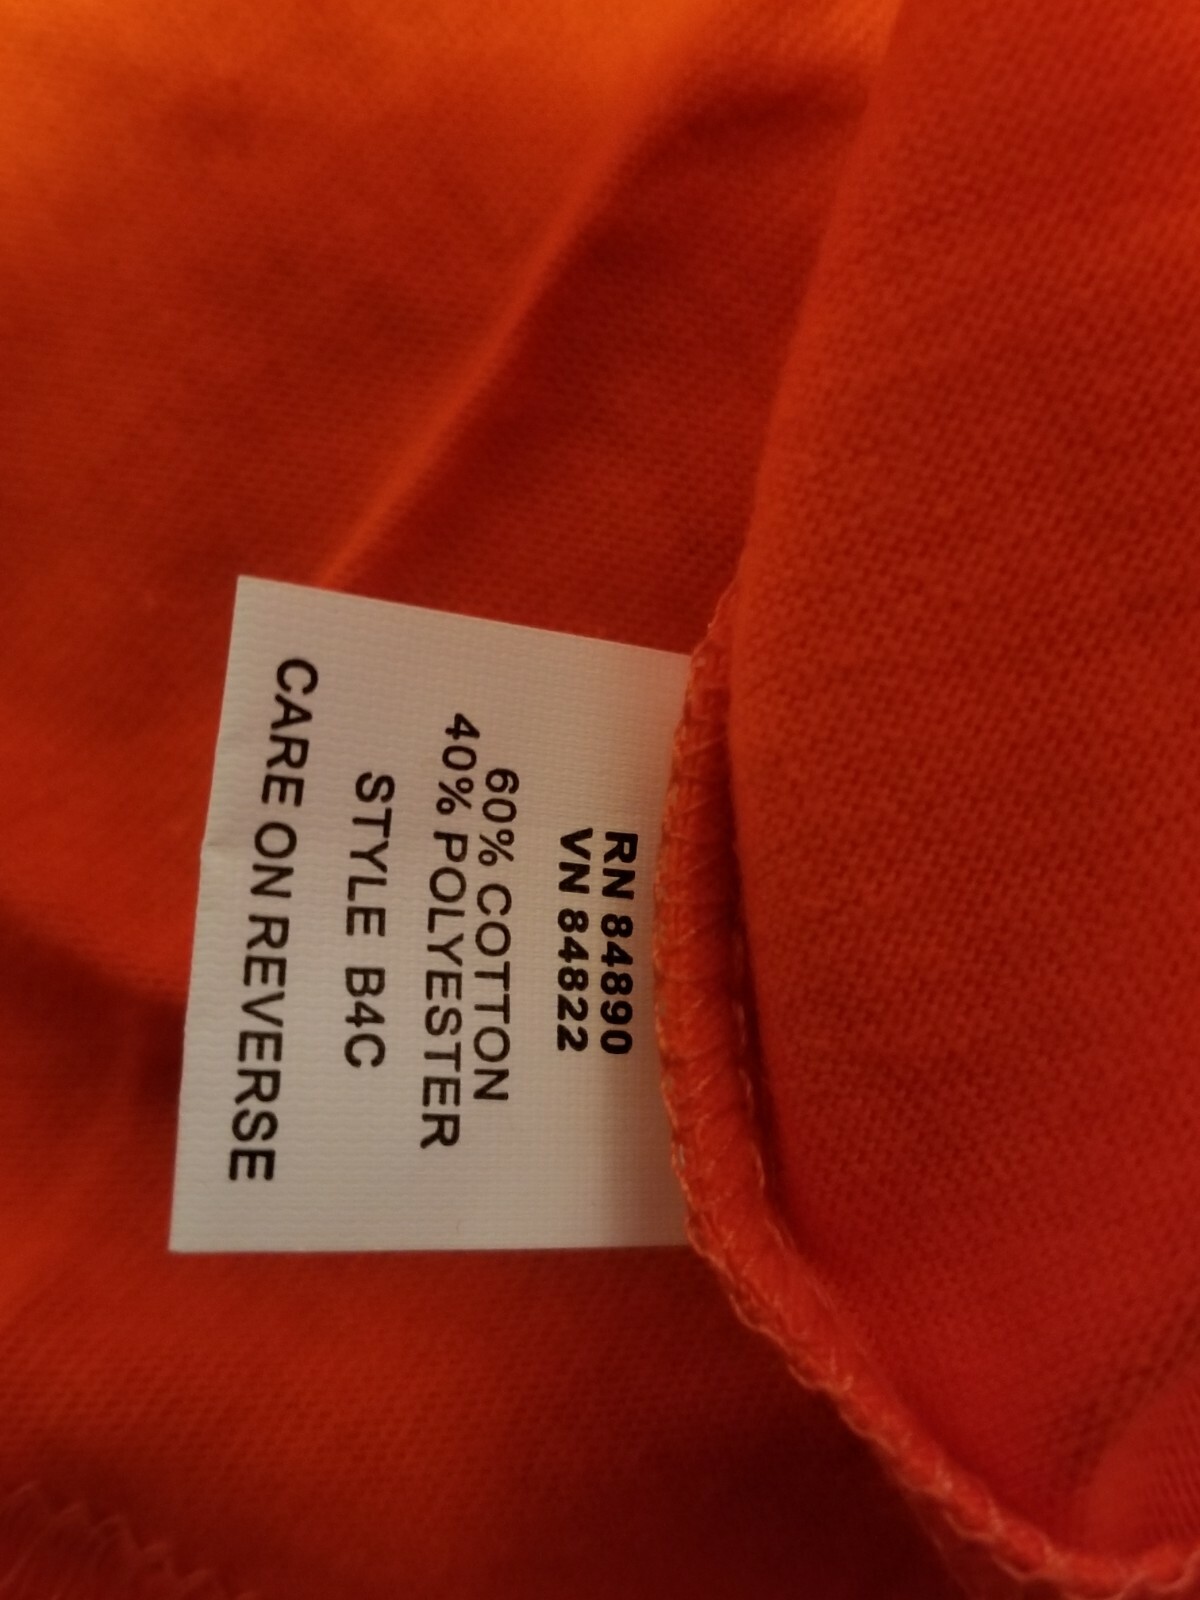 RN 84890
VN 84822
60% COTTON
40% POLYESTER
STYLE B4C
CARE ON REVERSE